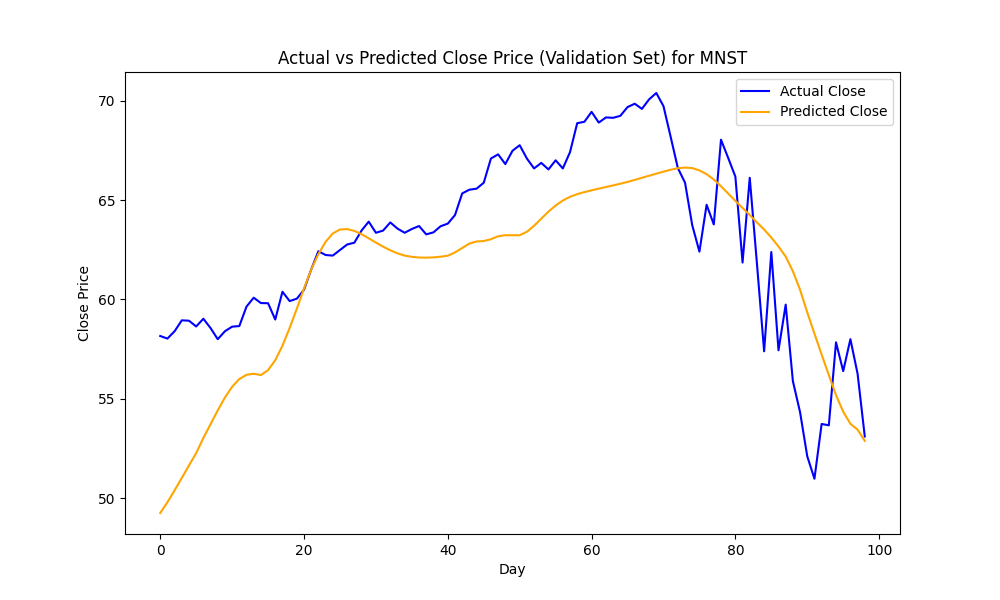 Actual vs Predicted Close Price (Validation Set) for MNST
Actual Close
Predicted Close
Close Price
70
65
60
55
50
0 20 40 60 80 100
Day